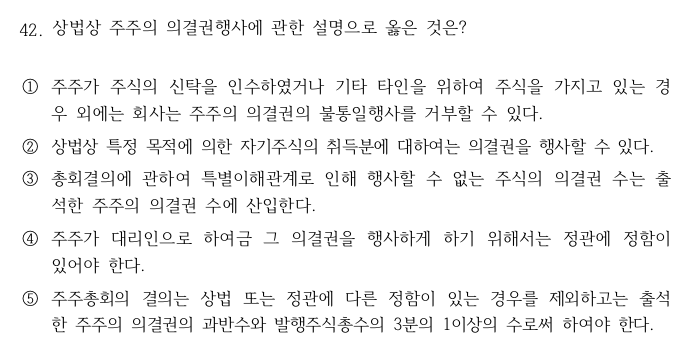 42. 상법상 주주의 의결권행사에 관한 설명으로 옳은 것은?
① 주주가 주식의 신탁을 인수하였거나 기타 타인을 위하여 주식을 가지고 있는 경
우 외에는 회사는 주주의 의결권의 불통일행사를 거부할 수 있다.
② 상법상 특정 목적에 의한 자기주식의 취득분에 대하여는 의결권을 행사할 수 있다.
③ 총회결의에 관하여 특별이해관계로 인해 행사할 수 없는 주식의 의결권 수는 출
석한 주주의 의결권 수에 산입한다.
④ 주주가 대리인으로 하여금 그 의결권을 행사하게 하기 위해서는 정관에 정함이
있어야 한다.
⑤ 주주총회의 결의는 상법 또는 정관에 다른 정함이 있는 경우를 제외하고는 출석
한 주주의 의결권의 과반수와 발행주식총수의 3분의 1이상의 수로써 하여야 한다.